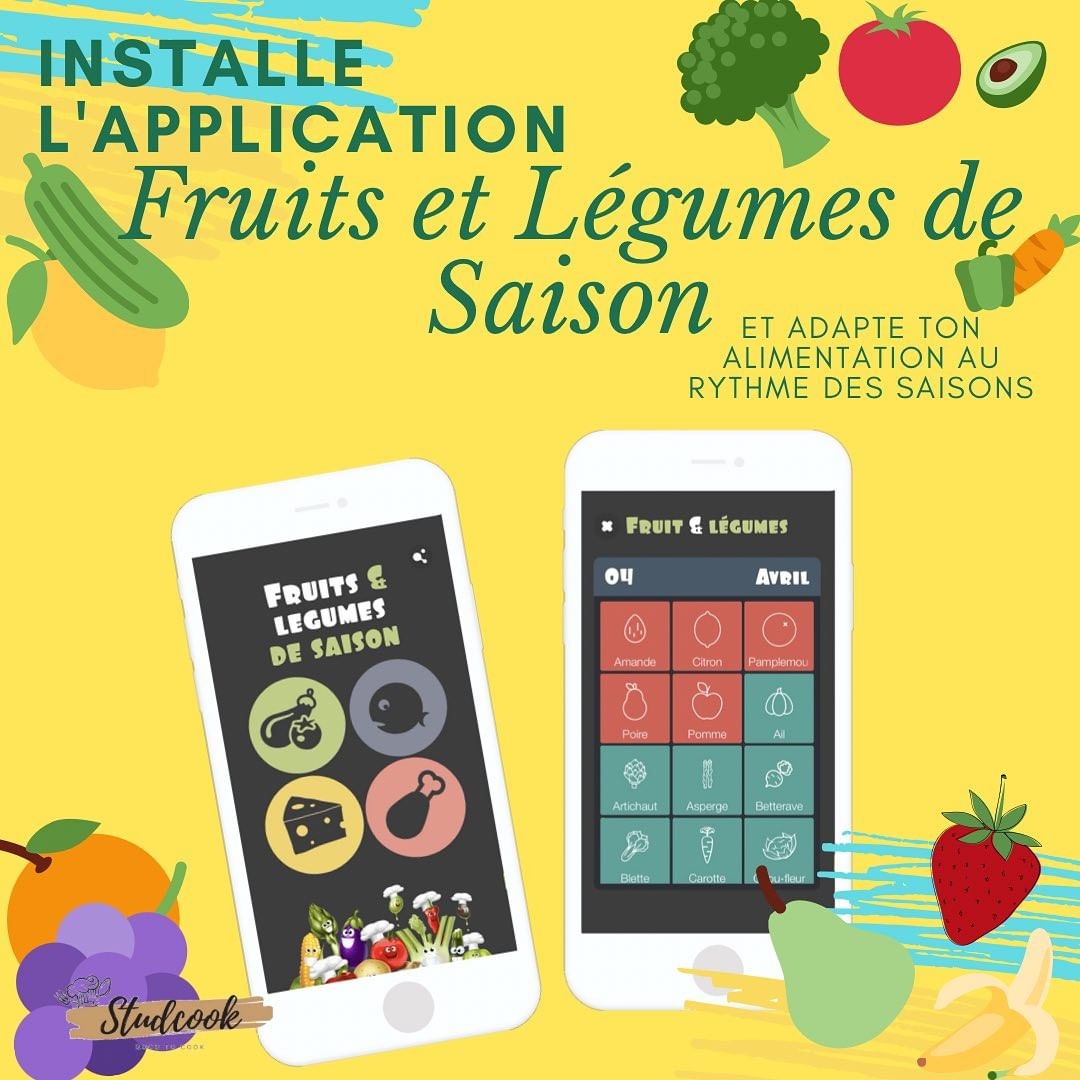 INSTALLE
L'APPLICATION
Fruits et Légumes de
Saison
ET ADAPTE TON
ALIMENTATION AU
RYTHME DES SAISONS
FRUITS &
LEGUMES
DE SAISON
FRUIT & LÉGUMES
04 AVRIL
Amande Citron Pamplemou
Poire Pomme Ail
Artichaut Asperge Betterave
Blette Carotte
Studcook